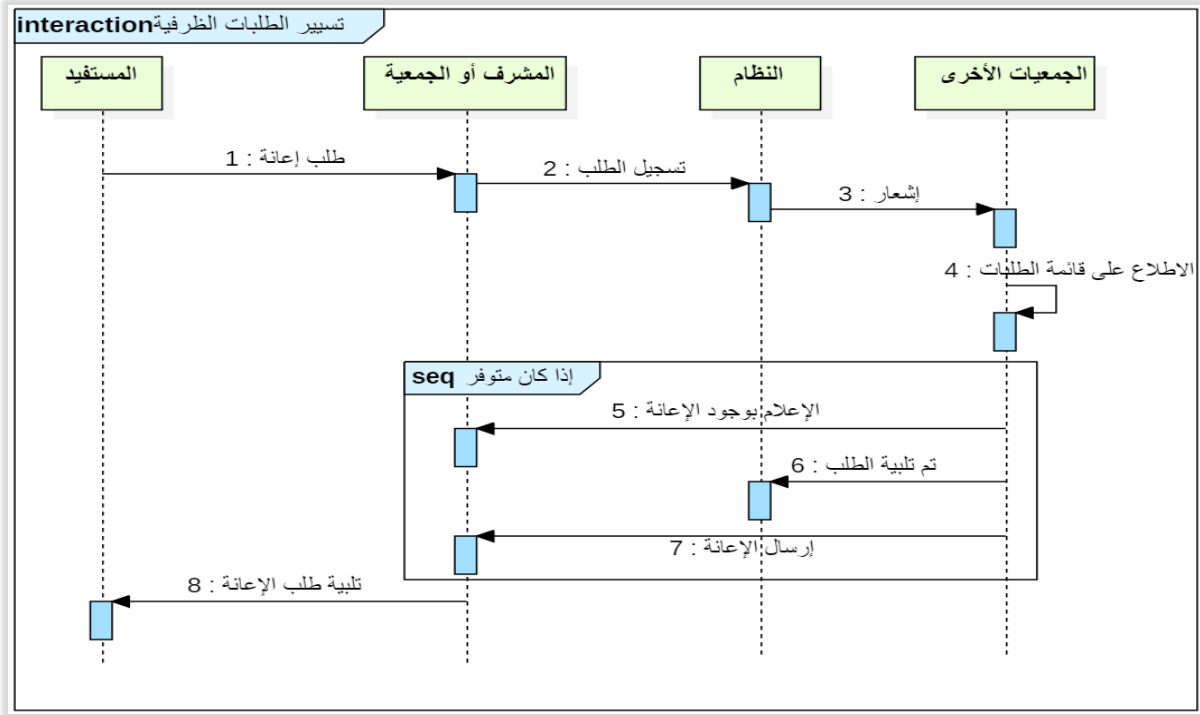 interaction تسيير الطلبات الظرفية
المستفيد
المشرف أو الجمعية
النظام
الجمعيات الأخرى
1 : طلب إعانة
2 : تسجيل الطلب
3 : إشعار
4 : الاطلاع على قائمة الطلبات
seq إذا كان متوفر
5 : الإعلام بوجود الإعانة
6 : تم تلبية الطلب
7 : إرسال الإعانة
8 : تلبية طلب الإعانة